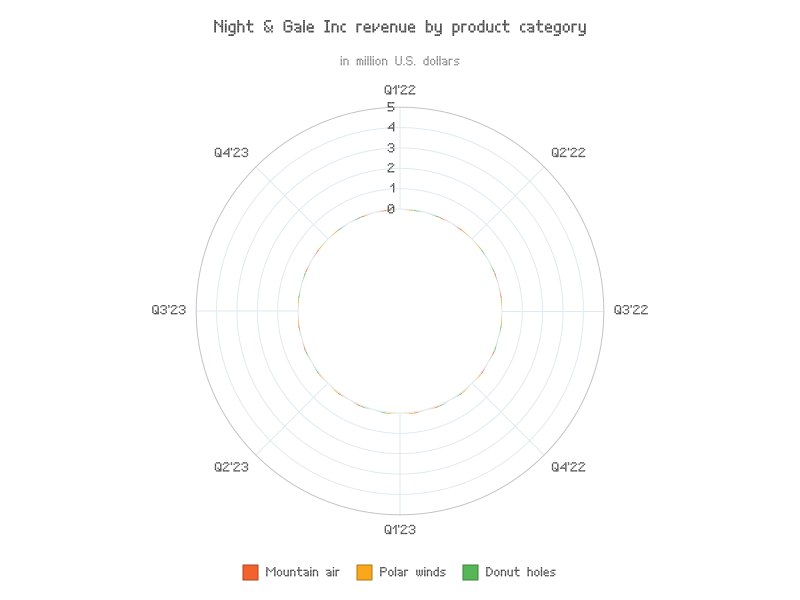 Night & Gale Inc revenue by product category
in million U.S. dollars
Q1'22
5
4
3
2
1
0
Q4'23
Q2'22
Q3'23
Q3'22
Q2'23
Q4'22
Q1'23
Mountain air
Polar winds
Donut holes